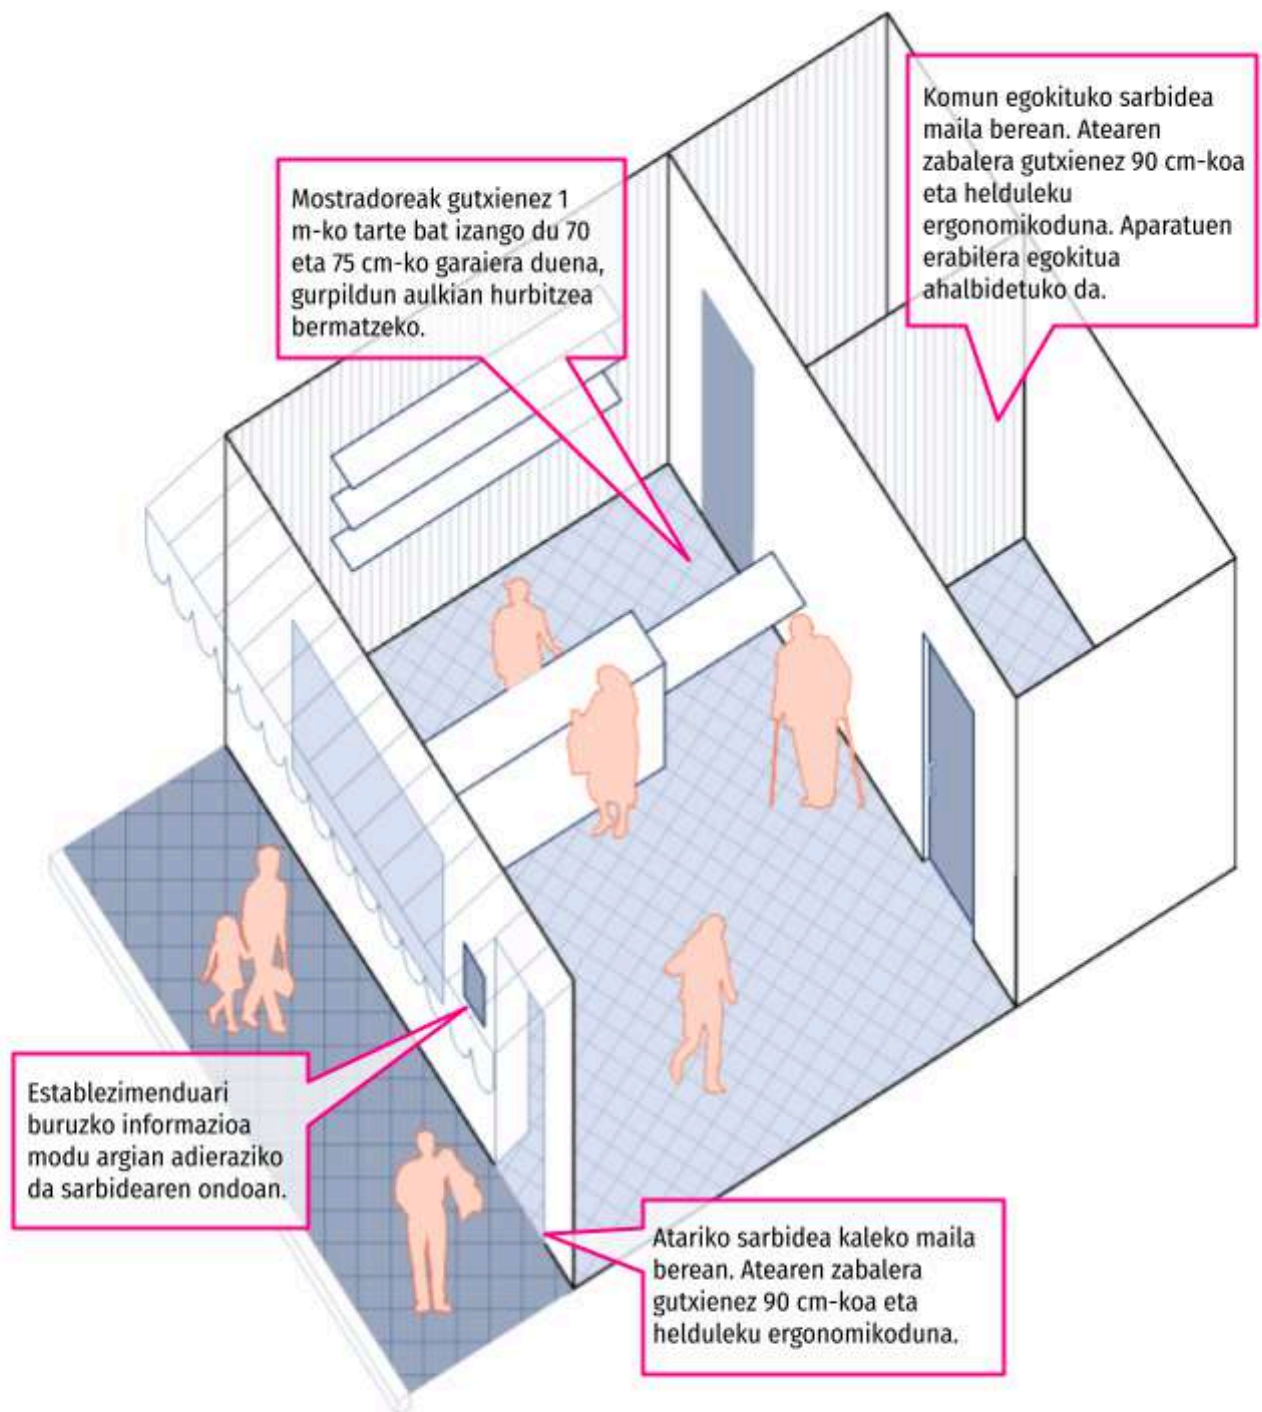 Komun egokituko sarbidea
maila berean. Atearen
zabalera gutxienez 90 cm-koa
eta helduleku
ergonomikoduna. Aparatuen
erabilera egokitua
ahalbidetuko da.
Mostradoreak gutxienez 1
m-ko tarte bat izango du 70
eta 75 cm-ko garaiera duena,
gurpildun aulkian hurbitzea
bermatzeko.
Establezimenduari
buruzko informazioa
modu argian adieraziko
da sarbidearen ondoan.
Atariko sarbidea kaleko maila
berean. Atearen zabalera
gutxienez 90 cm-koa eta
helduleku ergonomikoduna.